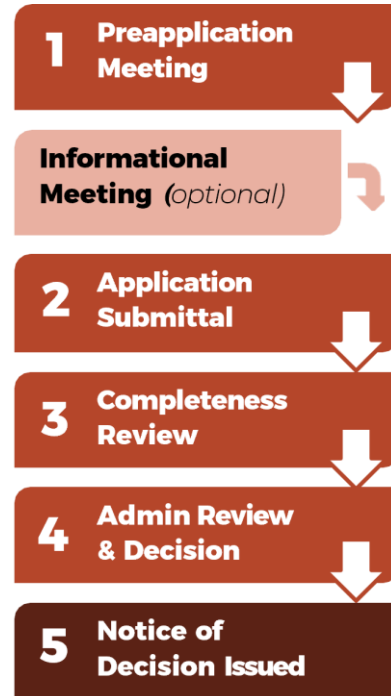 1 Preapplication
Meeting
Informational
Meeting (optional)
2 Application
Submittal
3 Completeness
Review
4 Admin Review
& Decision
5 Notice of
Decision Issued